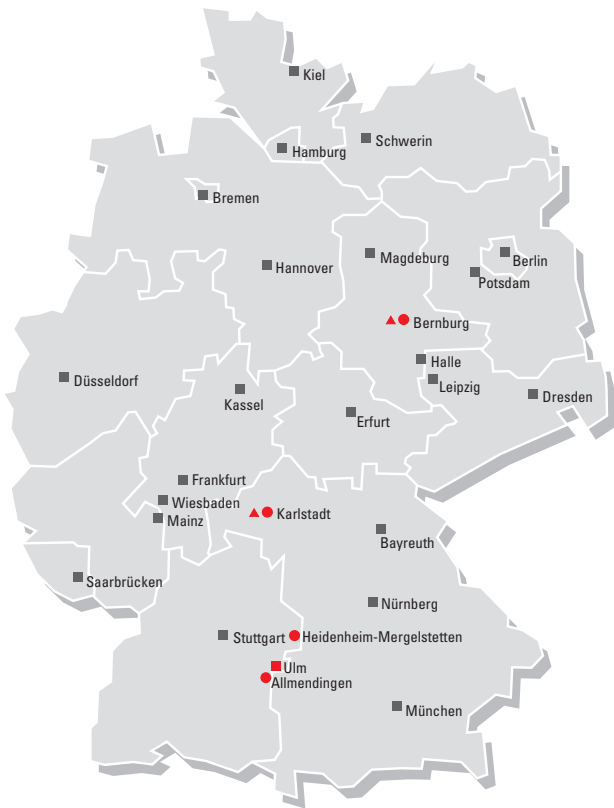 Kiel
Schwerin
Hamburg
Bremen
Magdeburg
Berlin
Hannover
Potsdam
Bernburg
Halle
Düsseldorf
Leipzig
Dresden
Kassel
Erfurt
Frankfurt
Wiesbaden
Karlstadt
Mainz
Bayreuth
Saarbrücken
Nürnberg
Stuttgart
Heidenheim-Mergelstetten
Ulm
Allmendingen
München